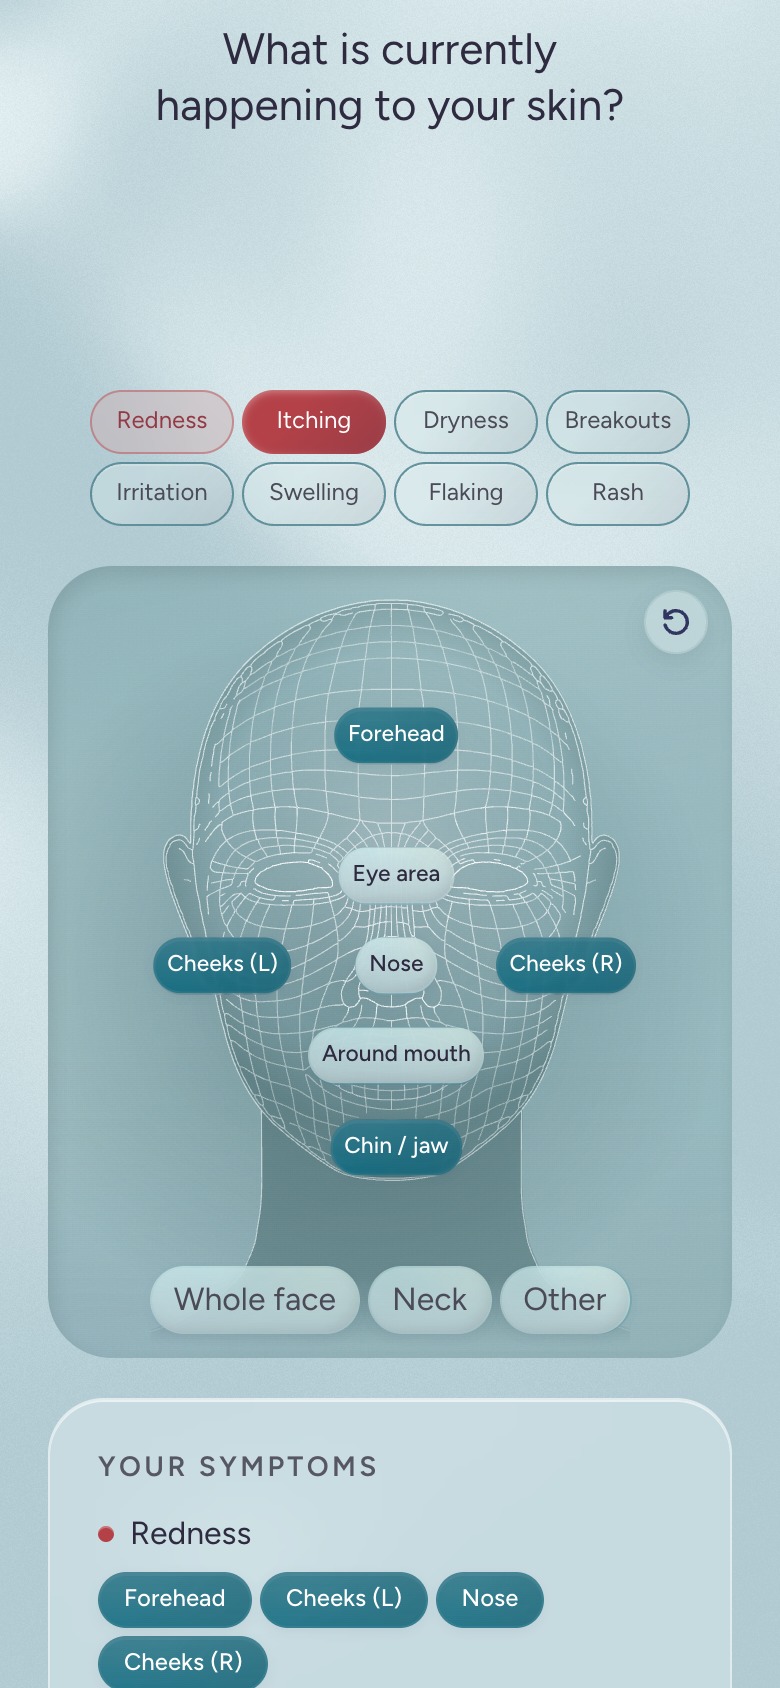 What is currently
happening to your skin?
Redness Itching Dryness Breakouts
Irritation Swelling Flaking Rash
Forehead
Eye area
Cheeks (L) Nose Cheeks (R)
Around mouth
Chin / jaw
Whole face Neck Other
YOUR SYMPTOMS
Redness
Forehead Cheeks (L) Nose
Cheeks (R)